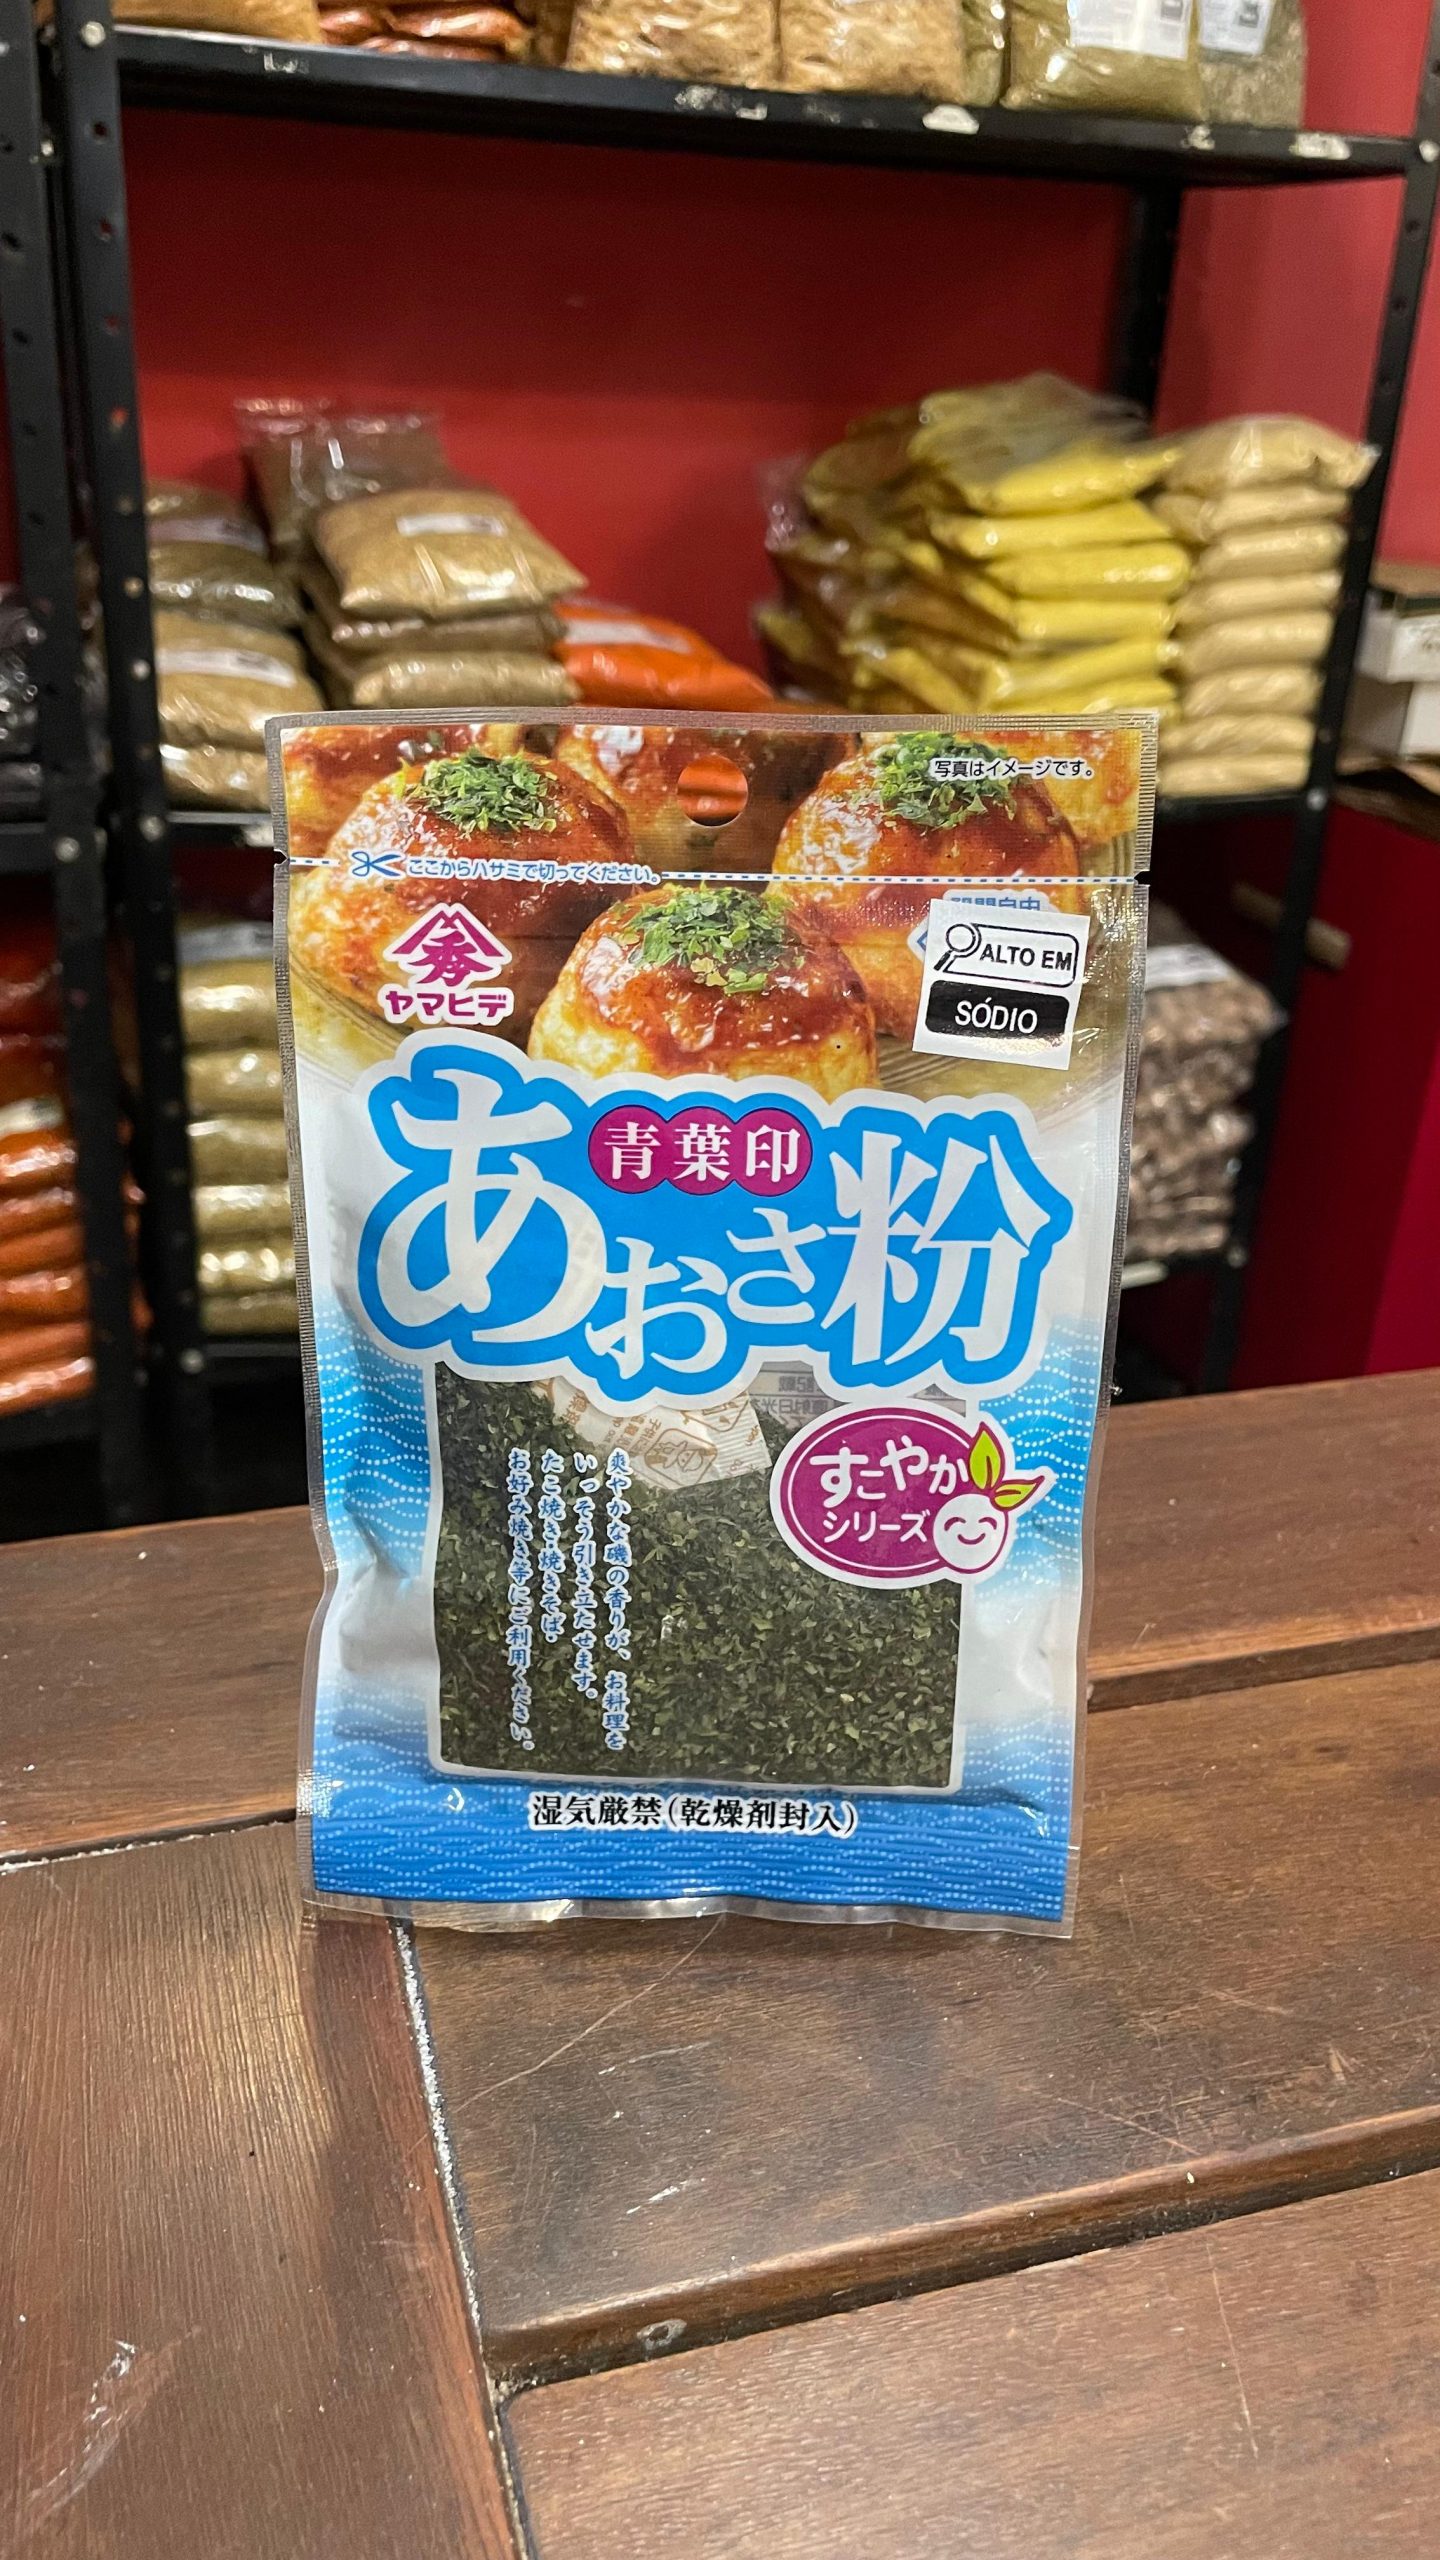 写真はイメージです。
ここからハサミで切ってください。
秀
ヤマヒデ
ALTO EM
SÓDIO
青葉印
あおさ粉
すこやか
シリーズ
爽やかな磯の香りが、お料理を
いっそう引き立たせます。
たこ焼き・焼きそば・
お好み焼き等にご利用ください。
湿気厳禁(乾燥剤封入)